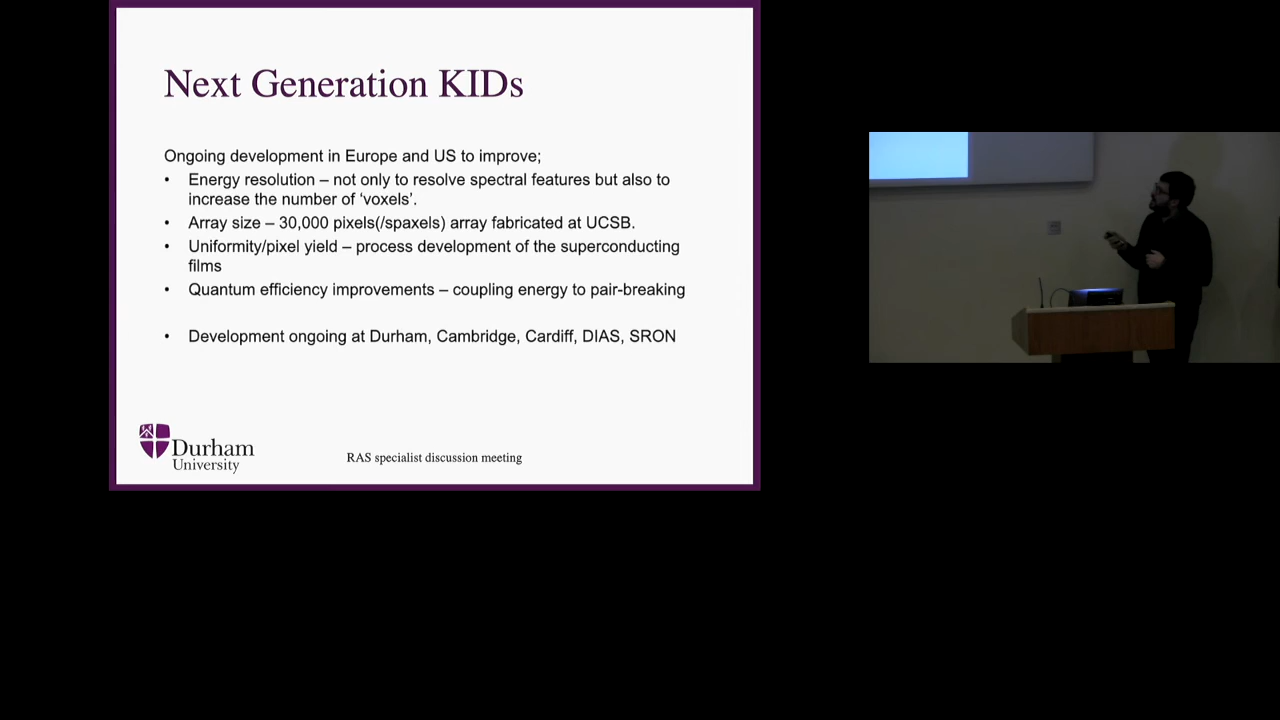 Next Generation KIDs
Ongoing development in Europe and US to improve;
• Energy resolution – not only to resolve spectral features but also to
increase the number of ‘voxels’.
• Array size – 30,000 pixels(/spaxels) array fabricated at UCSB.
• Uniformity/pixel yield – process development of the superconducting
films
• Quantum efficiency improvements – coupling energy to pair-breaking
• Development ongoing at Durham, Cambridge, Cardiff, DIAS, SRON
Durham
University
RAS specialist discussion meeting